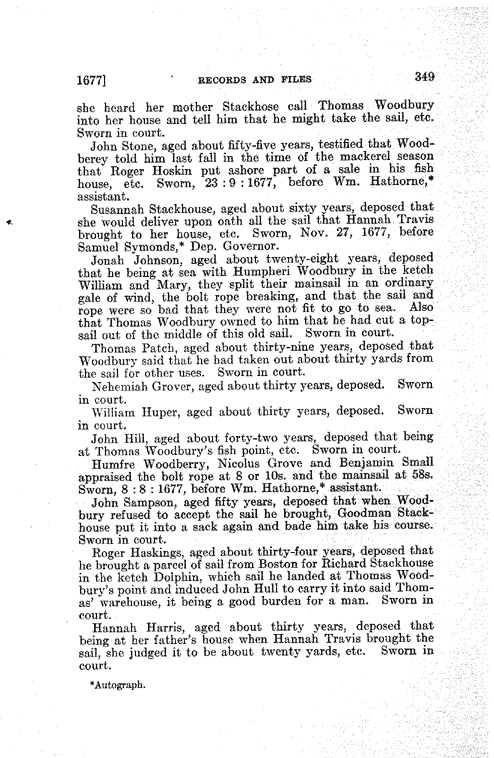 1677] RECORDS AND FILES 349
she heard her mother Stackhose call Thomas Woodbury
into her house and tell him that he might take the sail, etc.
Sworn in court.
John Stone, aged about fifty-five years, testified that Wood-
berey told him last fall in the time of the mackerel season
that Roger Hoskin put ashore part of a sale in his fish
house, etc. Sworn, 23 : 9 : 1677, before Wm. Hathorne,*
assistant.
Susannah Stackhouse, aged about sixty years, deposed that
she would deliver upon oath all the sail that Hannah Travis
brought to her house, etc. Sworn, Nov. 27, 1677, before
Samuel Symonds,* Dep. Governor.
Jonah Johnson, aged about twenty-eight years, deposed
that he being at sea with Humpheri Woodbury in the ketch
William and Mary, they split their mainsail in an ordinary
gale of wind, the bolt rope breaking, and that the sail and
rope were so bad that they were not fit to go to sea. Also
that Thomas Woodbury owned to him that he had cut a top-
sail out of the middle of this old sail. Sworn in court.
Thomas Patch, aged about thirty-nine years, deposed that
Woodbury said that he had taken out about thirty yards from
the sail for other uses. Sworn in court.
Nehemiah Grover, aged about thirty years, deposed. Sworn
in court.
William Huper, aged about thirty years, deposed. Sworn
in court.
John Hill, aged about forty-two years, deposed that being
at Thomas Woodbury's fish point, etc. Sworn in court.
Humfre Woodberry, Nicolus Grove and Benjamin Small
appraised the bolt rope at 8 or 10s. and the mainsail at 58s.
Sworn, 8 : 8 : 1677, before Wm. Hathorne,* assistant.
John Sampson, aged fifty years, deposed that when Wood-
bury refused to accept the sail he brought, Goodman Stack-
house put it into a sack again and bade him take his course.
Sworn in court.
Roger Haskings, aged about thirty-four years, deposed that
he brought a parcel of sail from Boston for Richard Stackhouse
in the ketch Dolphin, which sail he landed at Thomas Wood-
bury's point and induced John Hull to carry it into said Thom-
as' warehouse, it being a good burden for a man. Sworn in
court.
Hannah Harris, aged about thirty years, deposed that
being at her father's house when Hannah Travis brought the
sail, she judged it to be about twenty yards, etc. Sworn in
court.
*Autograph.